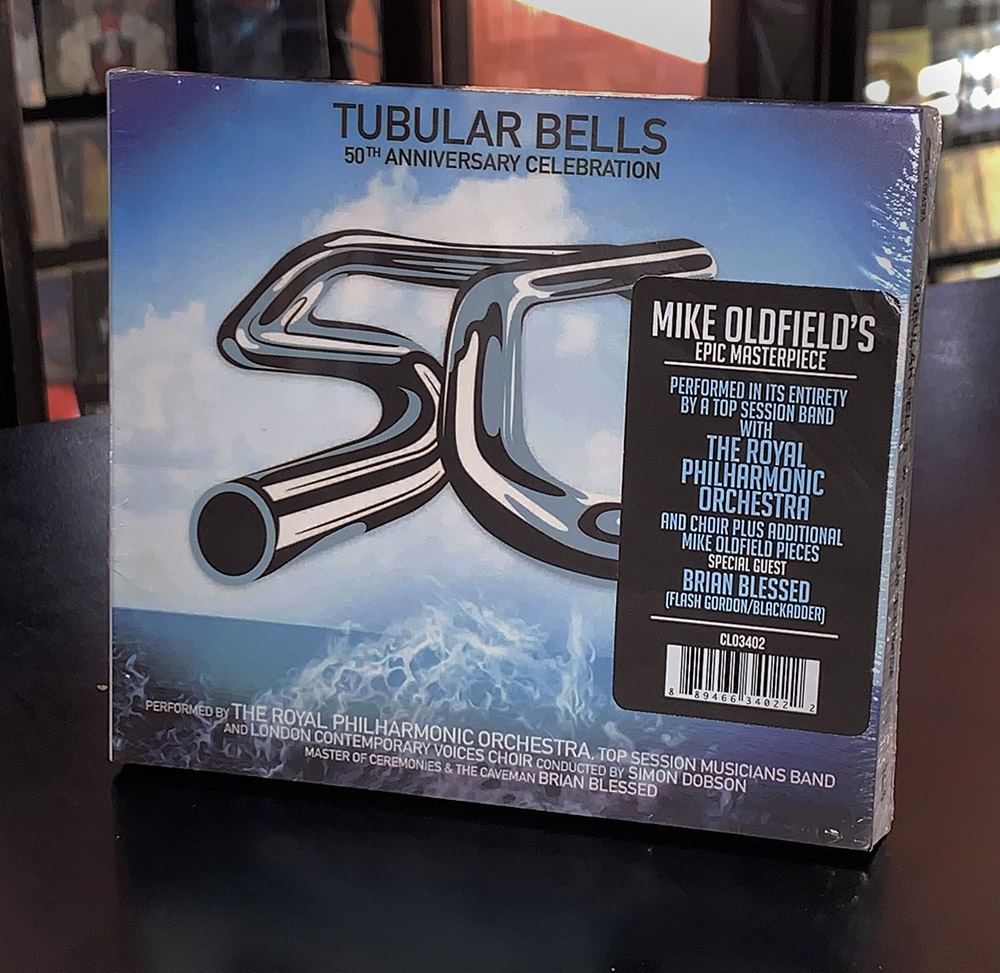 TUBULAR BELLS
50TH ANNIVERSARY CELEBRATION
50
MIKE OLDFIELD'S
EPIC MASTERPIECE
PERFORMED IN ITS ENTIRETY
BY A TOP SESSION BAND
WITH
THE ROYAL
PHILHARMONIC
ORCHESTRA
AND CHOIR PLUS ADDITIONAL
MIKE OLDFIELD PIECES
SPECIAL GUEST
BRIAN BLESSED
(FLASH GORDON/BLACKADDER)
CLO3402
8 89466 34022 2
PERFORMED BY THE ROYAL PHILHARMONIC ORCHESTRA, TOP SESSION MUSICIANS BAND
AND LONDON CONTEMPORARY VOICES CHOIR CONDUCTED BY SIMON DOBSON
MASTER OF CEREMONIES & THE CAVEMAN BRIAN BLESSED